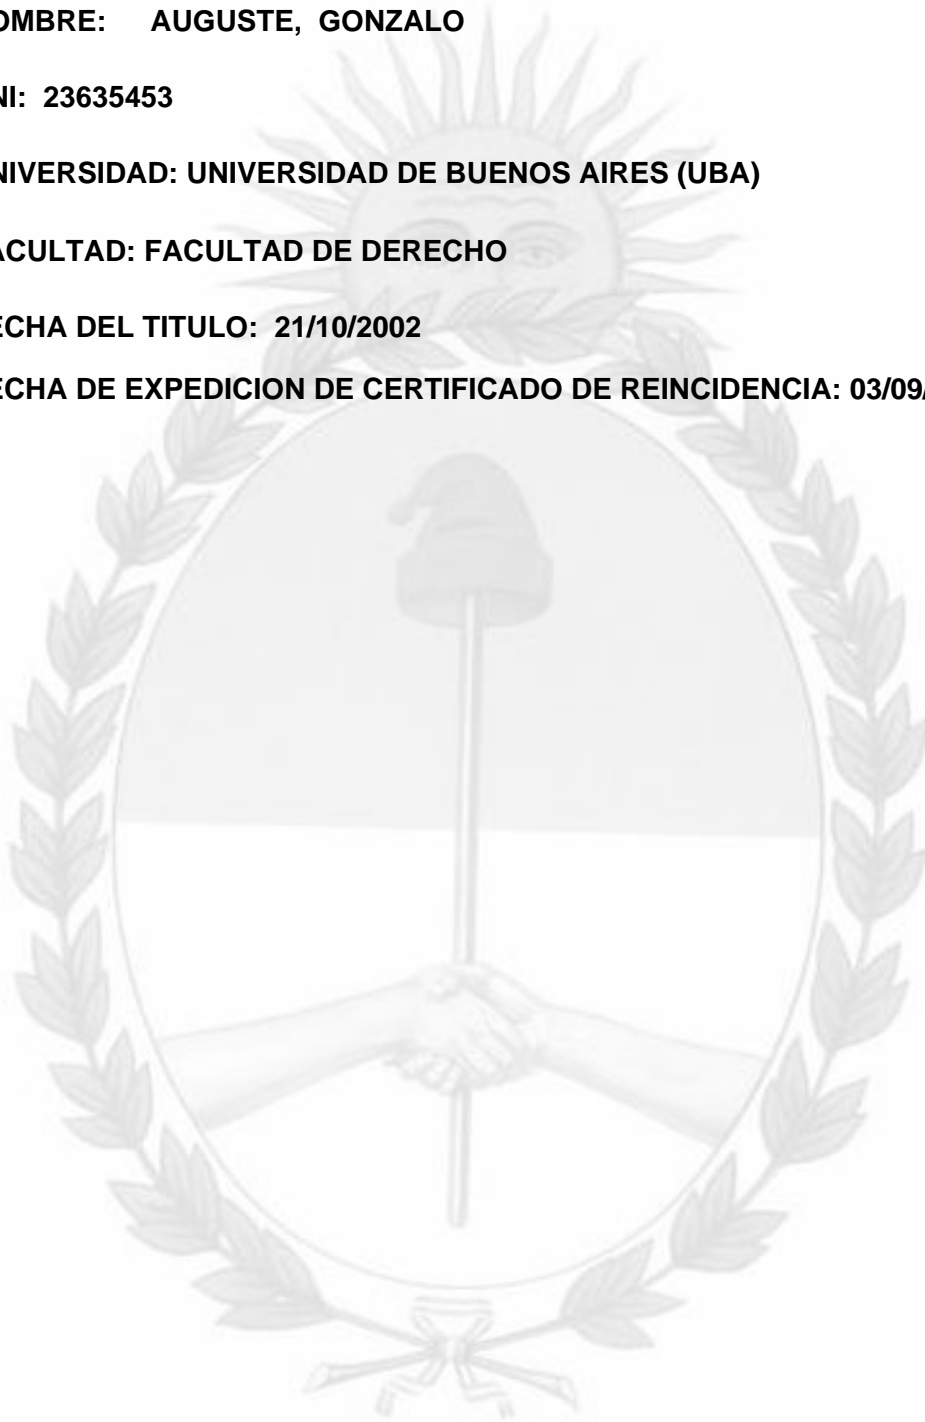 OMBRE: AUGUSTE, GONZALO
NI: 23635453
NIVERSIDAD: UNIVERSIDAD DE BUENOS AIRES (UBA)
ACULTAD: FACULTAD DE DERECHO
ECHA DEL TITULO: 21/10/2002
ECHA DE EXPEDICION DE CERTIFICADO DE REINCIDENCIA: 03/09/